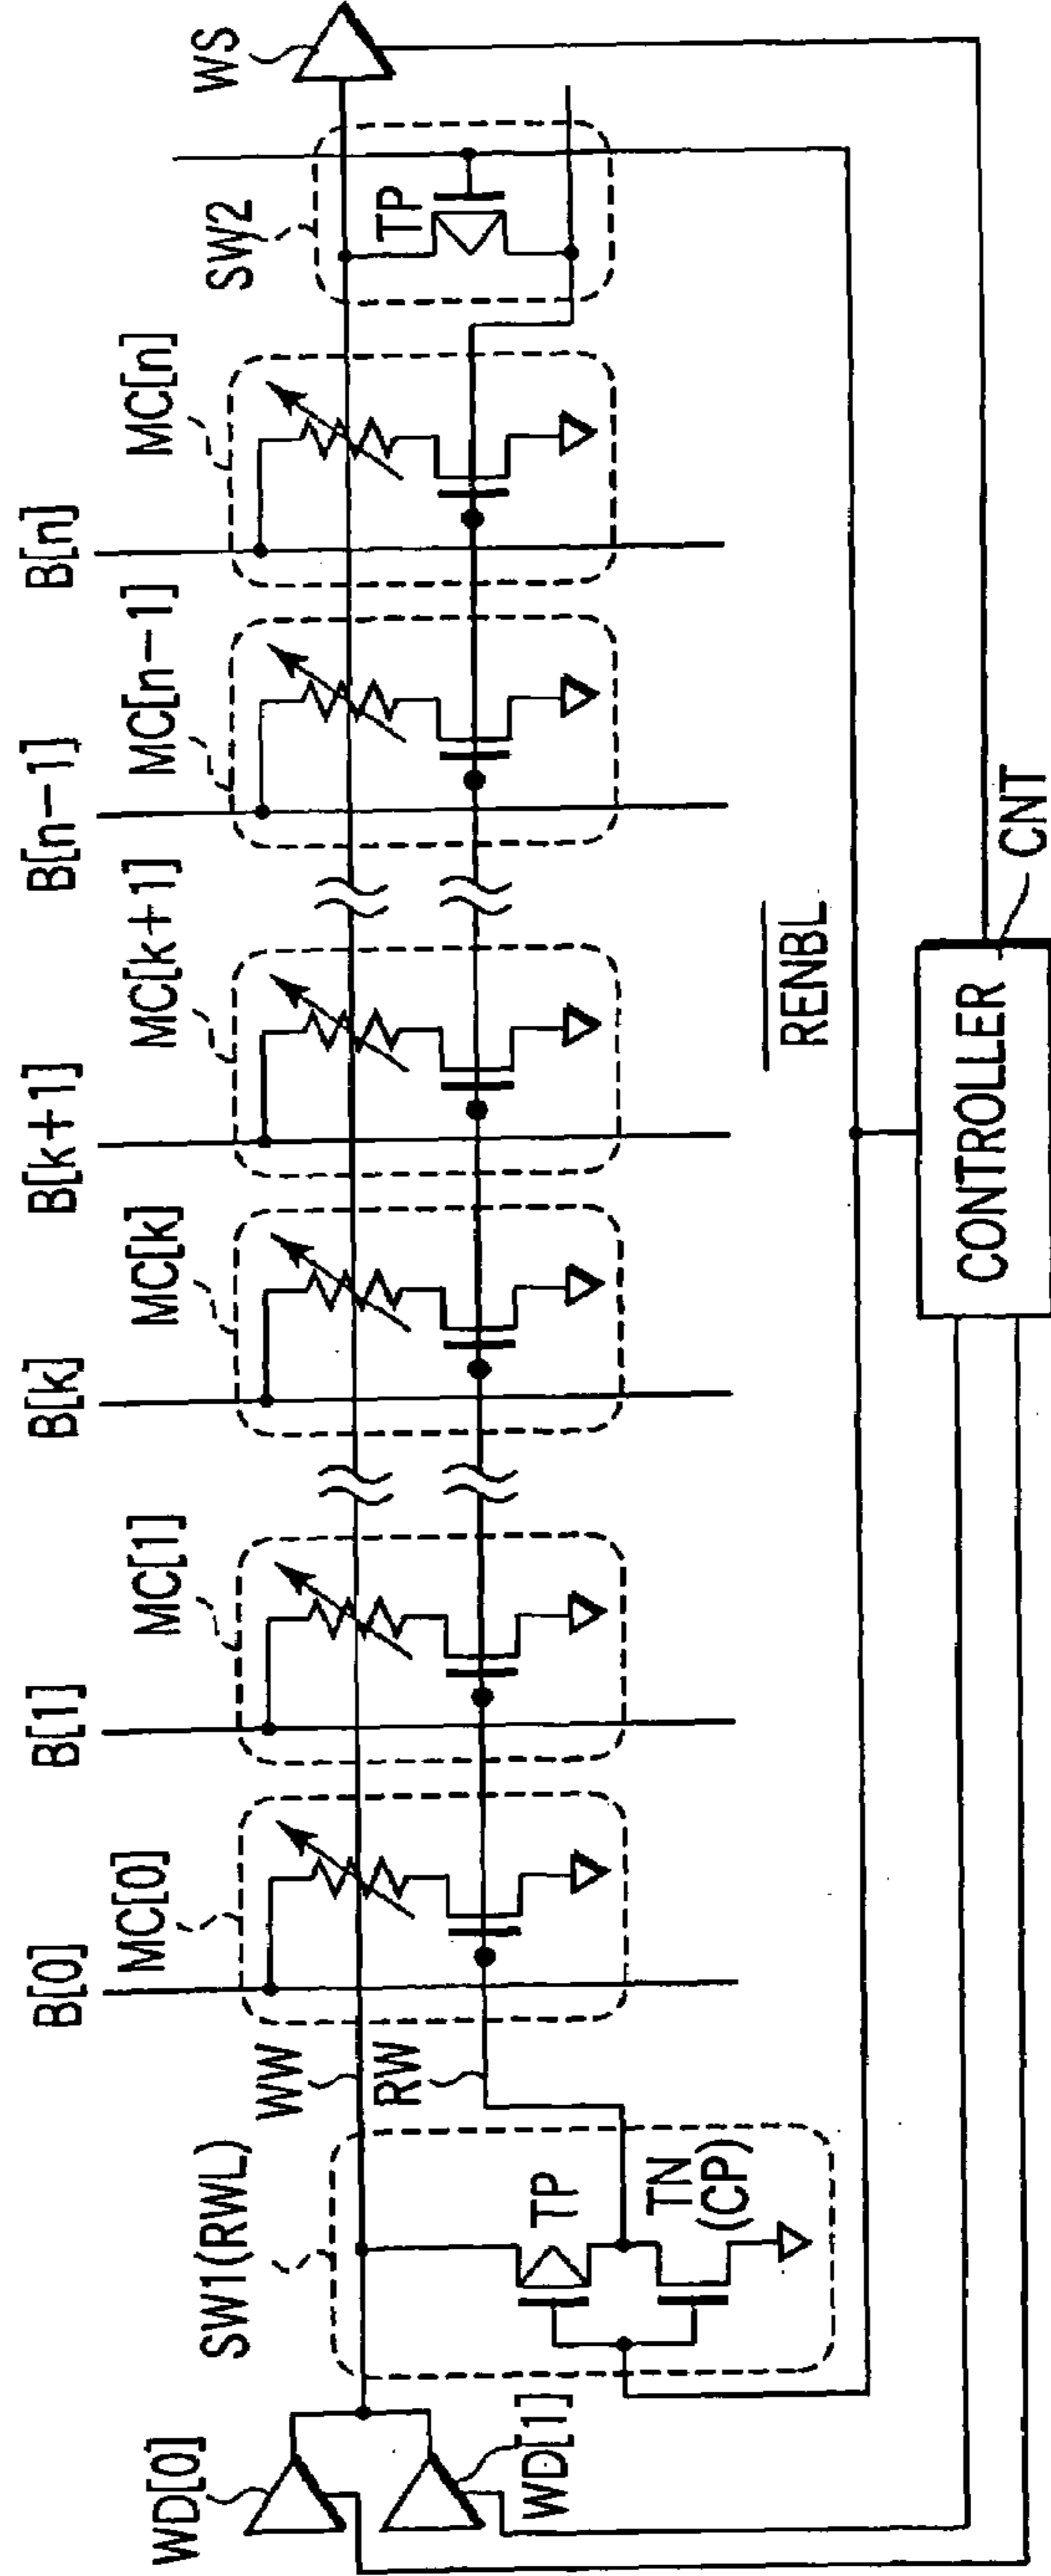 WD[0]
WD[1]
SW1(RWL)
TP
TN
(CP)
WW
RW
B[0]
MC[0]
B[1]
MC[1]
B[k]
MC[k]
B[k+1]
MC[k+1]
B[n-1]
MC[n-1]
B[n]
MC[n]
SW2
TP
WS
RENBL
CONTROLLER
CNT